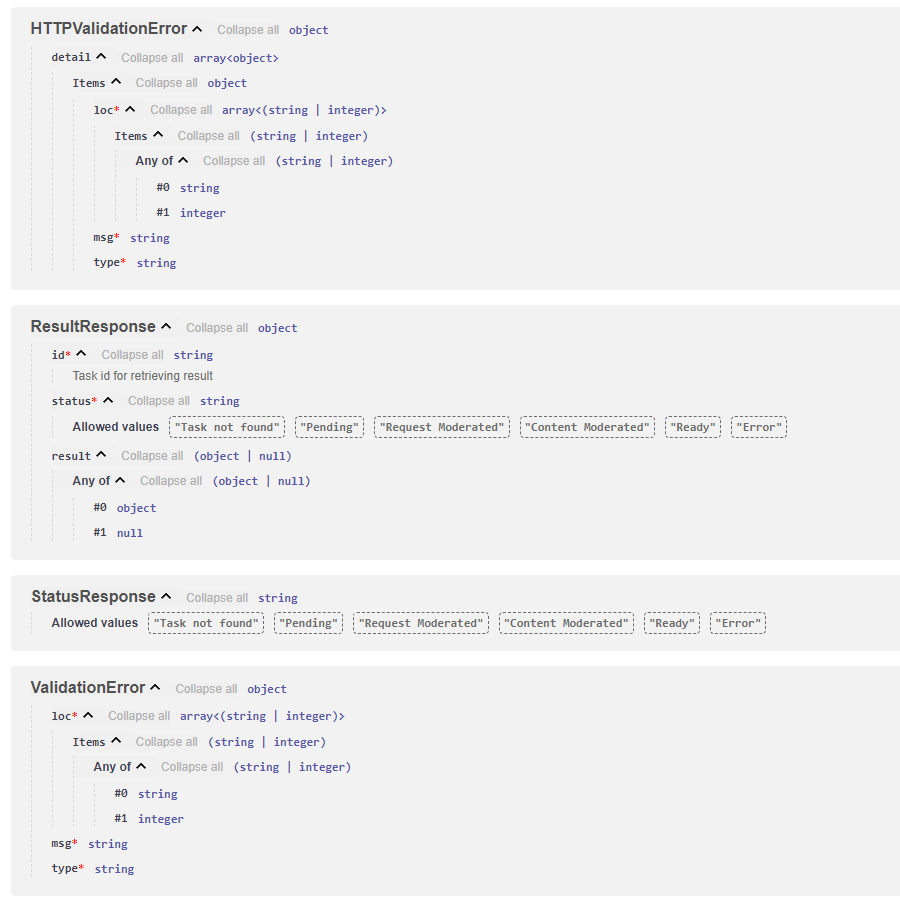 HTTPValidationError Collapse all object
detail Collapse all array<object>
Items Collapse all object
loc* Collapse all array<(string | integer)>
Items Collapse all (string | integer)
Any of Collapse all (string | integer)
#0 string
#1 integer
msg* string
type* string
ResultResponse Collapse all object
id* Collapse all string
Task id for retrieving result
status* Collapse all string
Allowed values "Task not found" "Pending" "Request Moderated" "Content Moderated" "Ready" "Error"
result Collapse all (object | null)
Any of Collapse all (object | null)
#0 object
#1 null
StatusResponse Collapse all string
Allowed values "Task not found" "Pending" "Request Moderated" "Content Moderated" "Ready" "Error"
ValidationError Collapse all object
loc* Collapse all array<(string | integer)>
Items Collapse all (string | integer)
Any of Collapse all (string | integer)
#0 string
#1 integer
msg* string
type* string